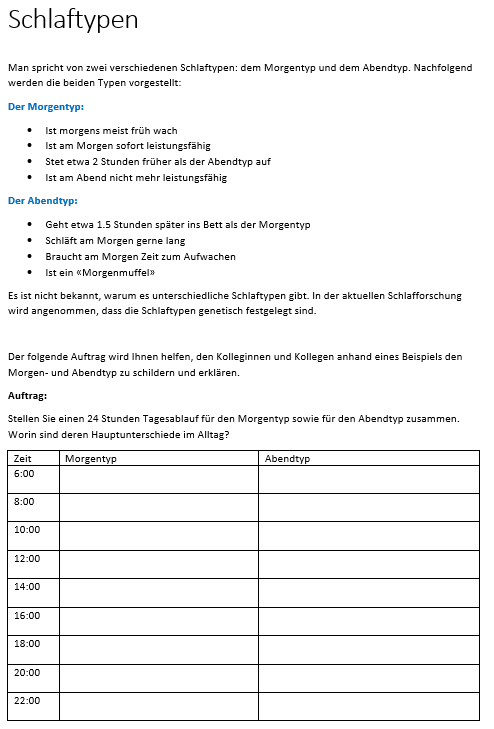 Schlaftypen
Man spricht von zwei verschiedenen Schlaftypen: dem Morgentyp und dem Abendtyp. Nachfolgend
werden die beiden Typen vorgestellt:
Der Morgentyp:
• Ist morgens meist früh wach
• Ist am Morgen sofort leistungsfähig
• Stet etwa 2 Stunden früher als der Abendtyp auf
• Ist am Abend nicht mehr leistungsfähig
Der Abendtyp:
• Geht etwa 1.5 Stunden später ins Bett als der Morgentyp
• Schläft am Morgen gerne lang
• Braucht am Morgen Zeit zum Aufwachen
• Ist ein «Morgenmuffel»
Es ist nicht bekannt, warum es unterschiedliche Schlaftypen gibt. In der aktuellen Schlafforschung
wird angenommen, dass die Schlaftypen genetisch festgelegt sind.
Der folgende Auftrag wird Ihnen helfen, den Kolleginnen und Kollegen anhand eines Beispiels den
Morgen- und Abendtyp zu schildern und erklären.
Auftrag:
Stellen Sie einen 24 Stunden Tagesablauf für den Morgentyp sowie für den Abendtyp zusammen.
Worin sind deren Hauptunterschiede im Alltag?
Zeit Morgentyp Abendtyp
6:00
8:00
10:00
12:00
14:00
16:00
18:00
20:00
22:00